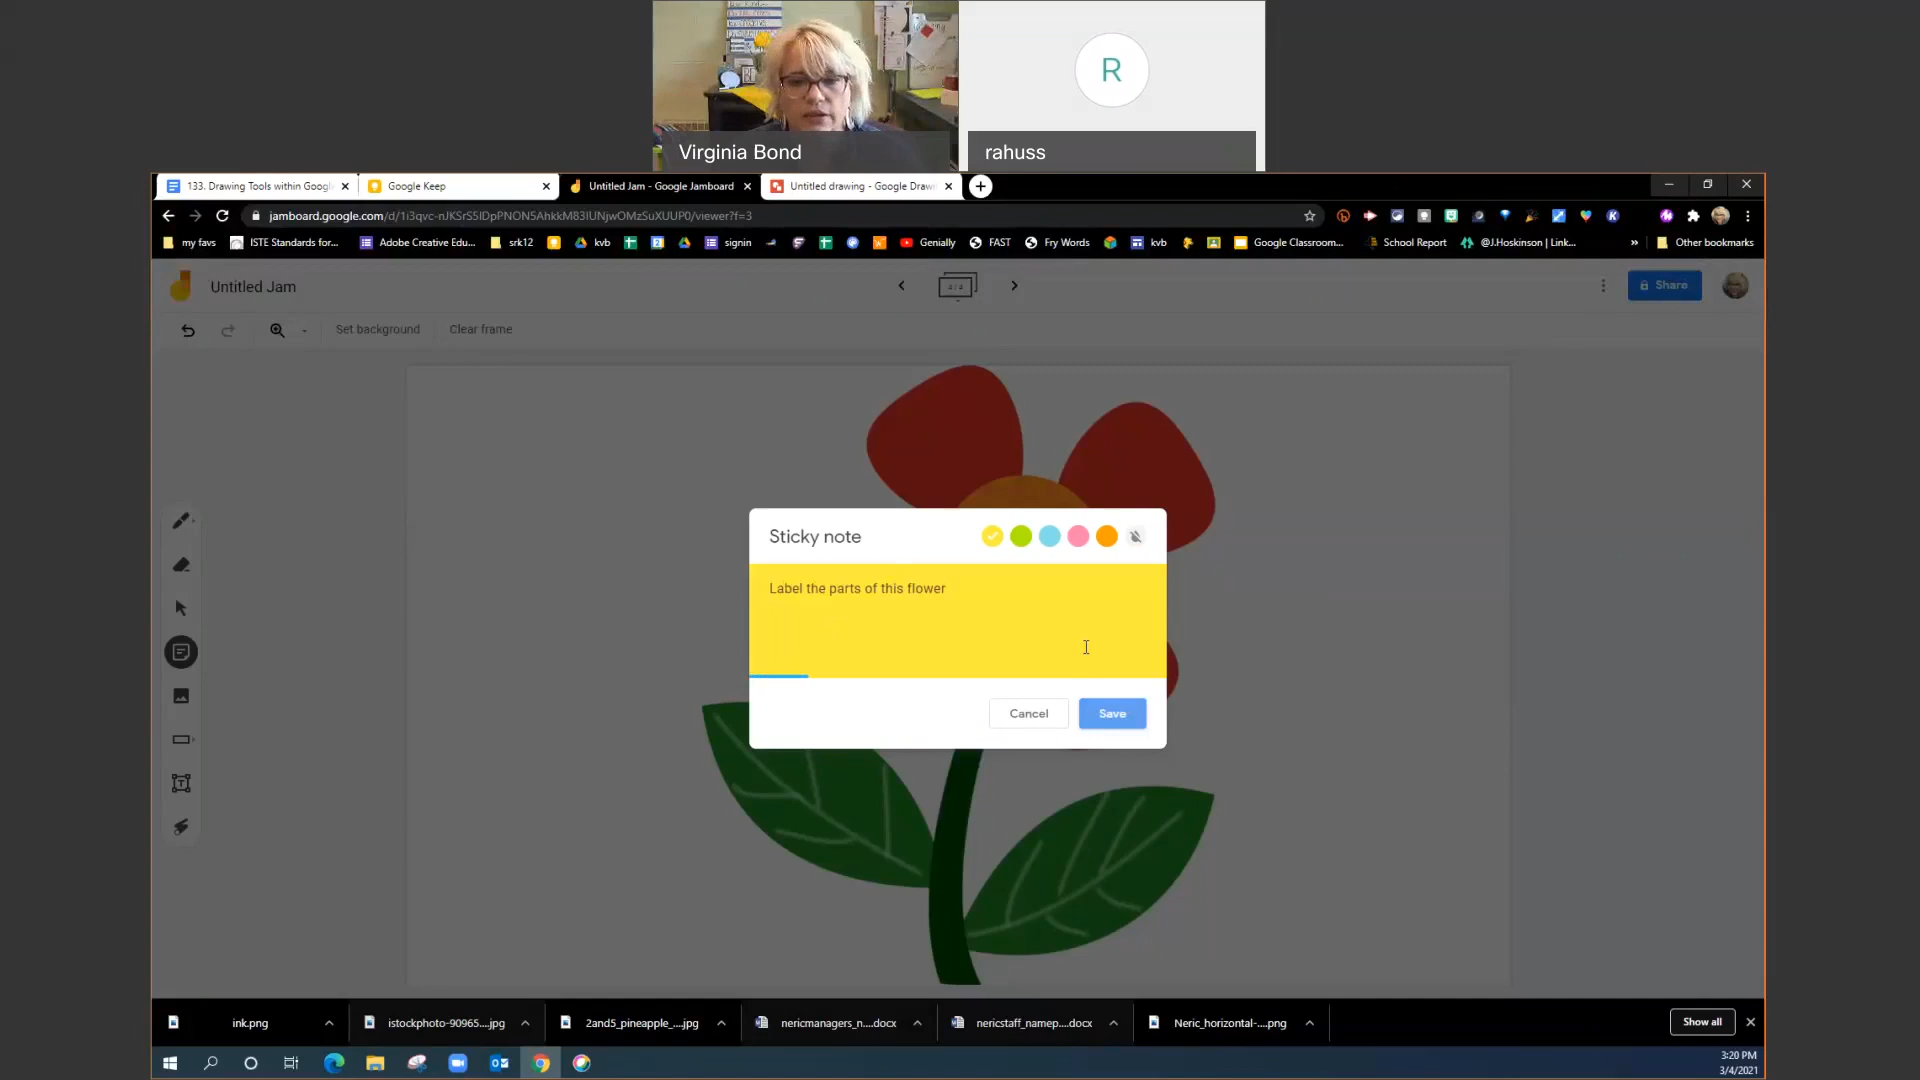 R
Virginia Bond
rahuss
133. Drawing Tools within Googl
Google Keep
Untitled Jam - Google Jamboard
Untitled drawing - Google Draw
jamboard.google.com/d/1i3qvc-nJKSrS5IDpPNON5AhkkM83IUNjwOMzSuXUUP0/viewer?f=3
my favs
ISTE Standards for...
Adobe Creative Edu...
srk12
kvb
signin
Genially
FAST
Fry Words
kvb
Google Classroom...
School Report
@J.Hoskinson | Link...
Other bookmarks
Untitled Jam
4 / 4
Share
Set background
Clear frame
Sticky note
Label the parts of this flower
Cancel
Save
ink.png
istockphoto-90965....jpg
2and5_pineapple_....jpg
nericmanagers_n....docx
nericstaff_namep....docx
Neric_horizontal-....png
Show all
3:20 PM
3/4/2021